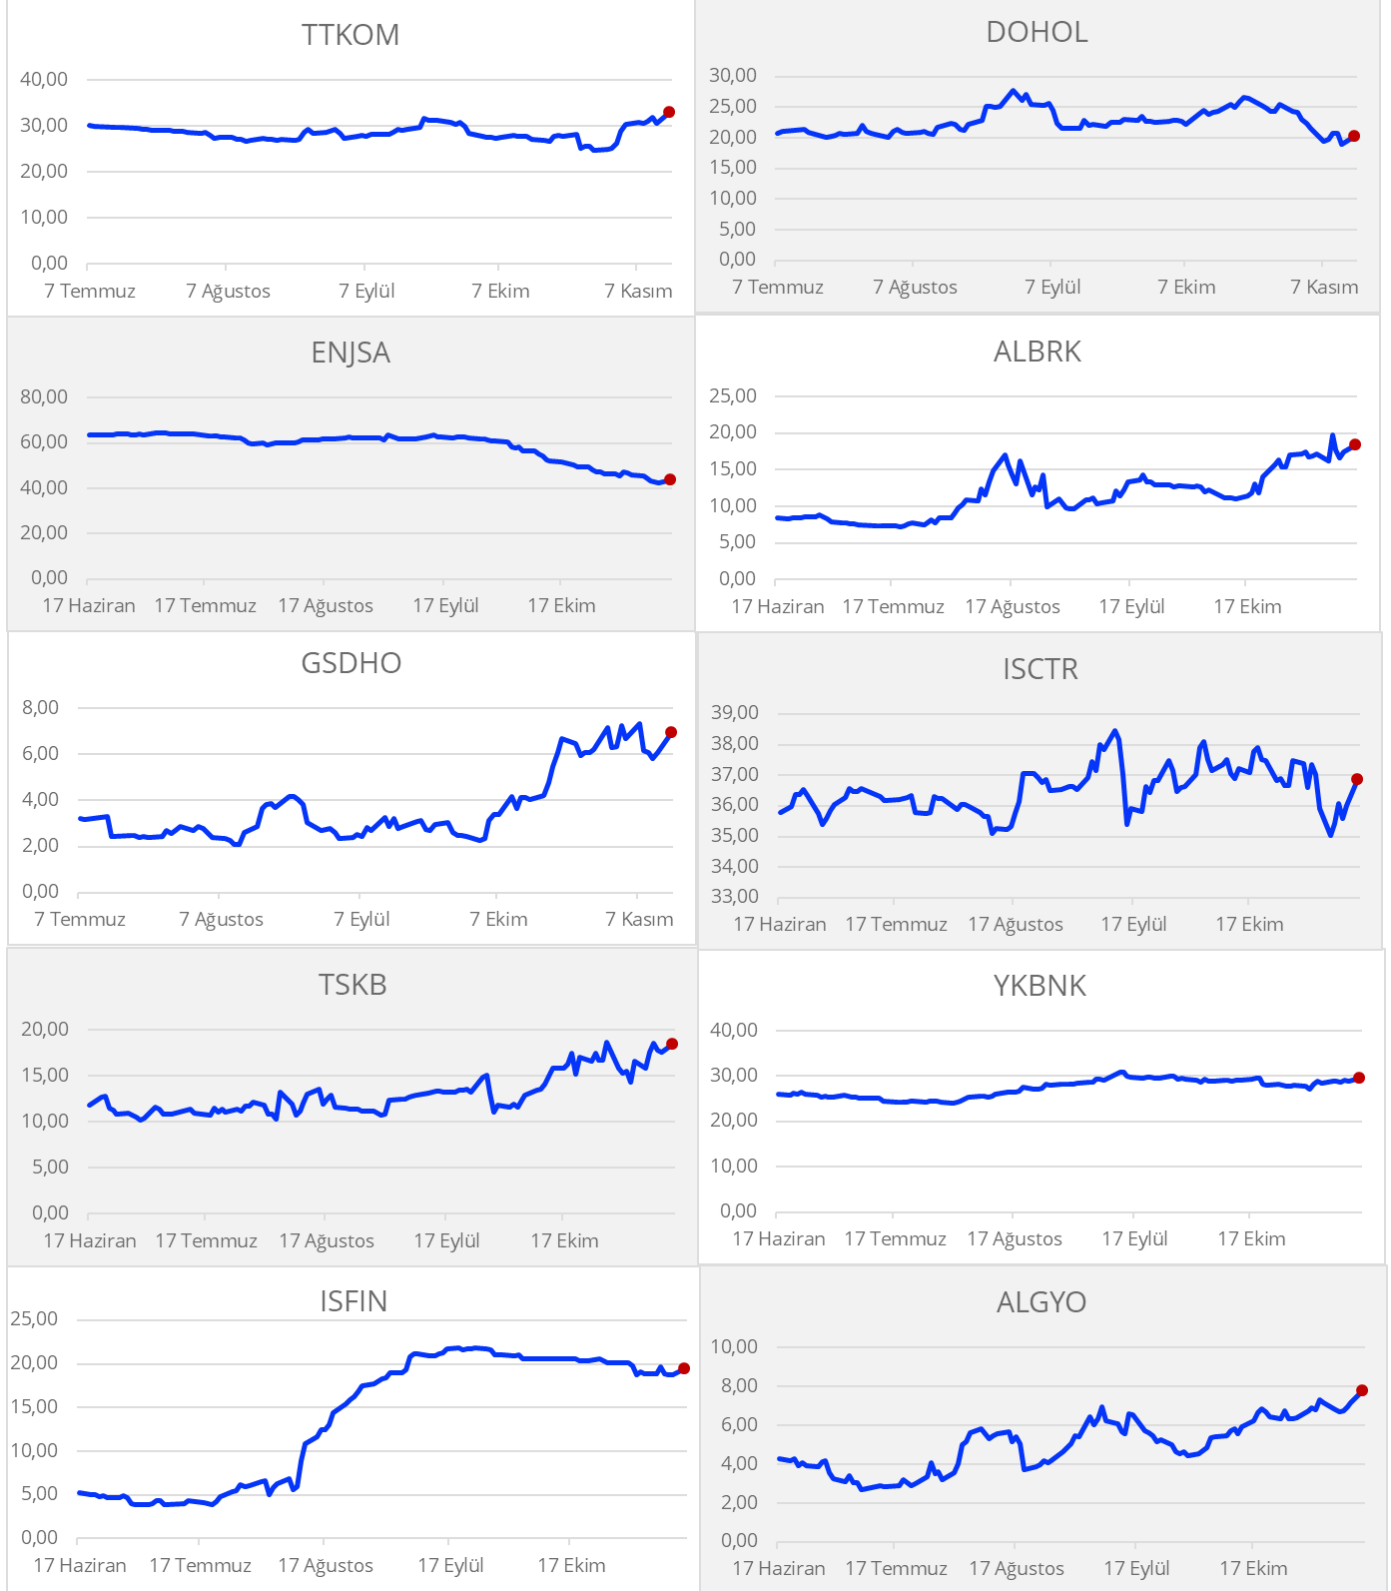 TTKOM
40,00
30,00
20,00
10,00
0,00
7 Temmuz 7 Ağustos 7 Eylül 7 Ekim 7 Kasım
DOHOL
30,00
25,00
20,00
15,00
10,00
5,00
0,00
7 Temmuz 7 Ağustos 7 Eylül 7 Ekim 7 Kasım
ENJSA
80,00
60,00
40,00
20,00
0,00
17 Haziran 17 Temmuz 17 Ağustos 17 Eylül 17 Ekim
ALBRK
25,00
20,00
15,00
10,00
5,00
0,00
17 Haziran 17 Temmuz 17 Ağustos 17 Eylül 17 Ekim
GSDHO
8,00
6,00
4,00
2,00
0,00
7 Temmuz 7 Ağustos 7 Eylül 7 Ekim 7 Kasım
ISCTR
39,00
38,00
37,00
36,00
35,00
34,00
33,00
17 Haziran 17 Temmuz 17 Ağustos 17 Eylül 17 Ekim
TSKB
20,00
15,00
10,00
5,00
0,00
17 Haziran 17 Temmuz 17 Ağustos 17 Eylül 17 Ekim
YKBNK
40,00
30,00
20,00
10,00
0,00
17 Haziran 17 Temmuz 17 Ağustos 17 Eylül 17 Ekim
ISFIN
25,00
20,00
15,00
10,00
5,00
0,00
17 Haziran 17 Temmuz 17 Ağustos 17 Eylül 17 Ekim
ALGYO
10,00
8,00
6,00
4,00
2,00
0,00
17 Haziran 17 Temmuz 17 Ağustos 17 Eylül 17 Ekim